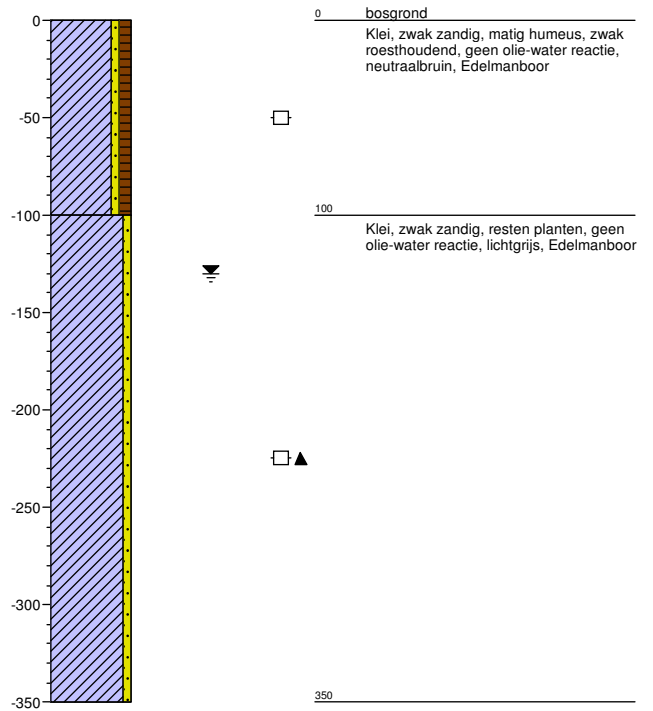 0
-50
-100
-150
-200
-250
-300
-350
0 bosgrond
Klei, zwak zandig, matig humeus, zwak
roesthoudend, geen olie-water reactie,
neutraalbruin, Edelmanboor
100
Klei, zwak zandig, resten planten, geen
olie-water reactie, lichtgrijs, Edelmanboor
350